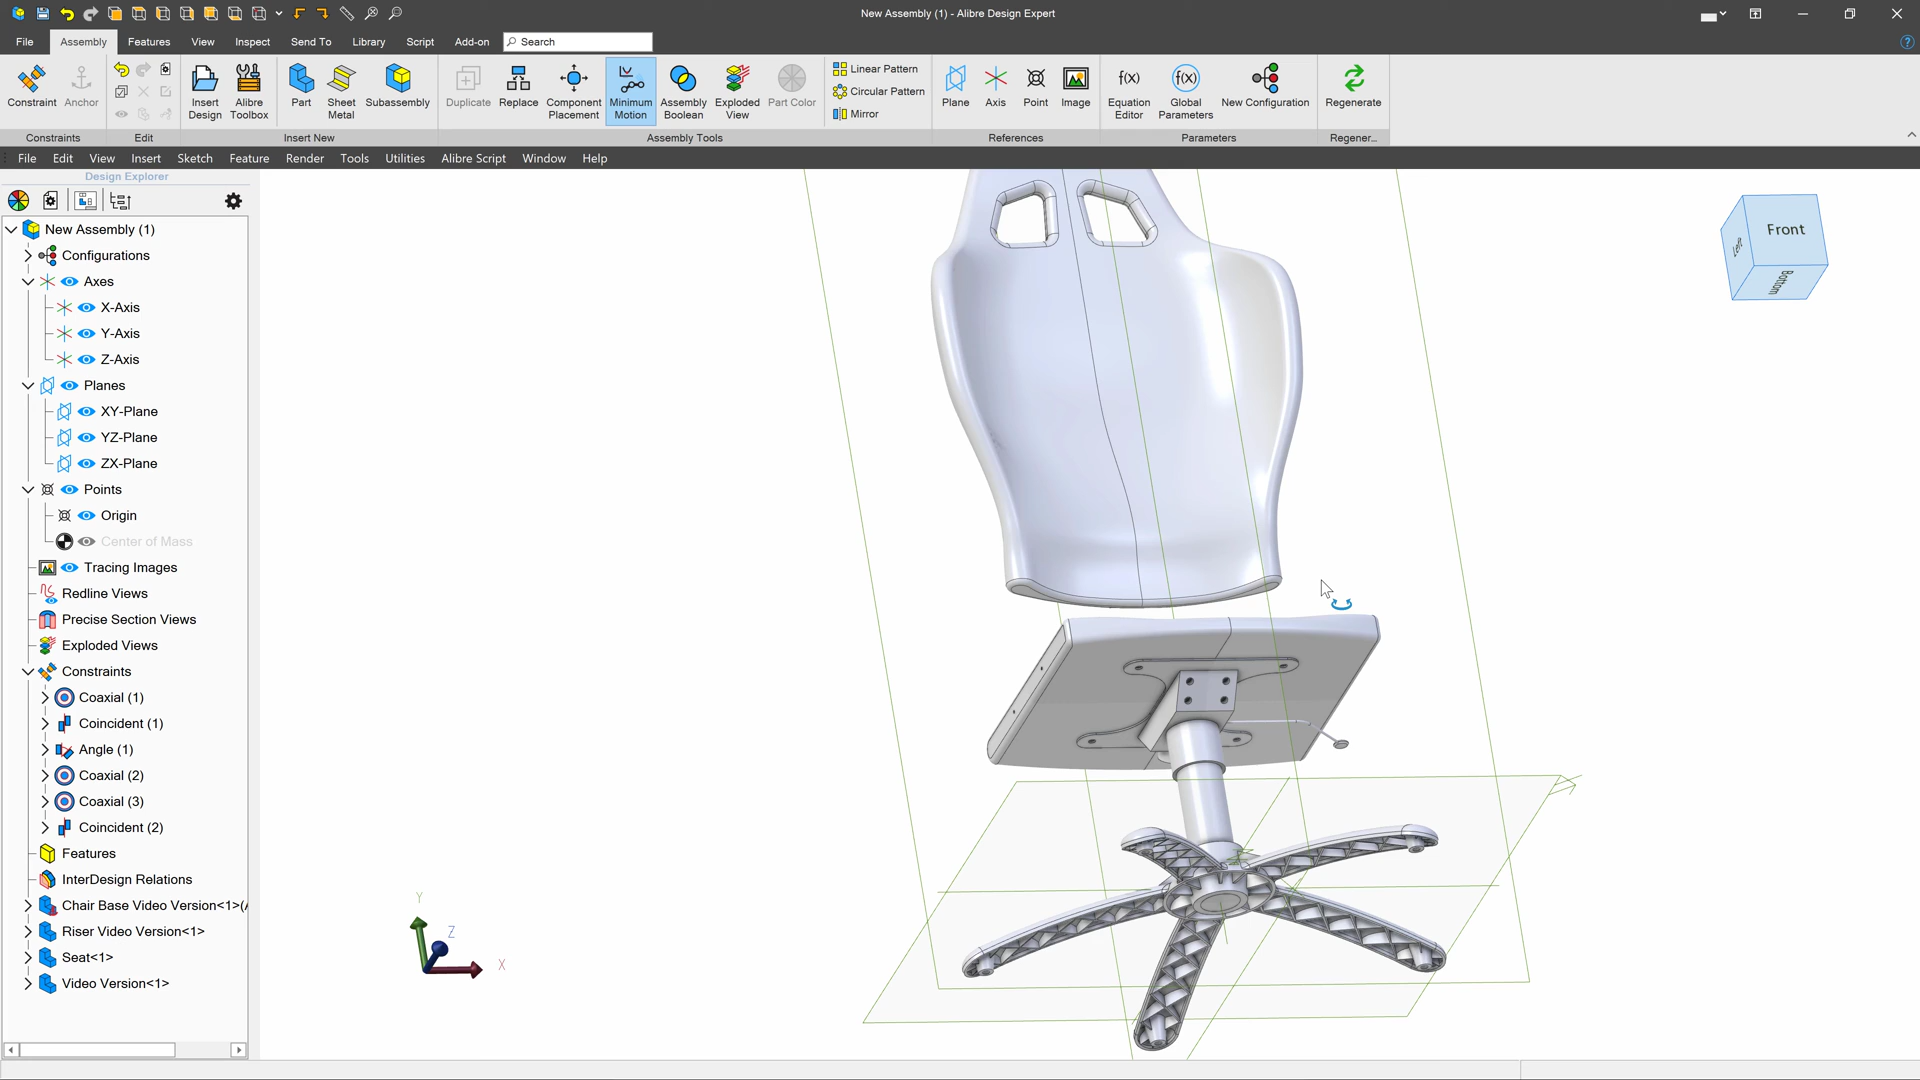 New Assembly (1) - Alibre Design Expert
File Assembly Features View Inspect Send To Library Script Add-on Search
Constraint Anchor Insert Design Alibre Toolbox Part Sheet Metal Subassembly Duplicate Replace Component Placement Minimum Motion Assembly Boolean Exploded View Part Color
Linear Pattern
Circular Pattern
Mirror
Plane Axis Point Image f(x) Equation Editor f(x) Global Parameters New Configuration Regenerate
Constraints Edit Insert New Assembly Tools References Parameters Regener...
File Edit View Insert Sketch Feature Render Tools Utilities Alibre Script Window Help
Design Explorer
New Assembly (1)
Configurations
Axes
X-Axis
Y-Axis
Z-Axis
Planes
XY-Plane
YZ-Plane
ZX-Plane
Points
Origin
Center of Mass
Tracing Images
Redline Views
Precise Section Views
Exploded Views
Constraints
Coaxial (1)
Coincident (1)
Angle (1)
Coaxial (2)
Coaxial (3)
Coincident (2)
Features
InterDesign Relations
Chair Base Video Version<1>(A
Riser Video Version<1>
Seat<1>
Video Version<1>
Front
Left
Bottom
Y
Z
X